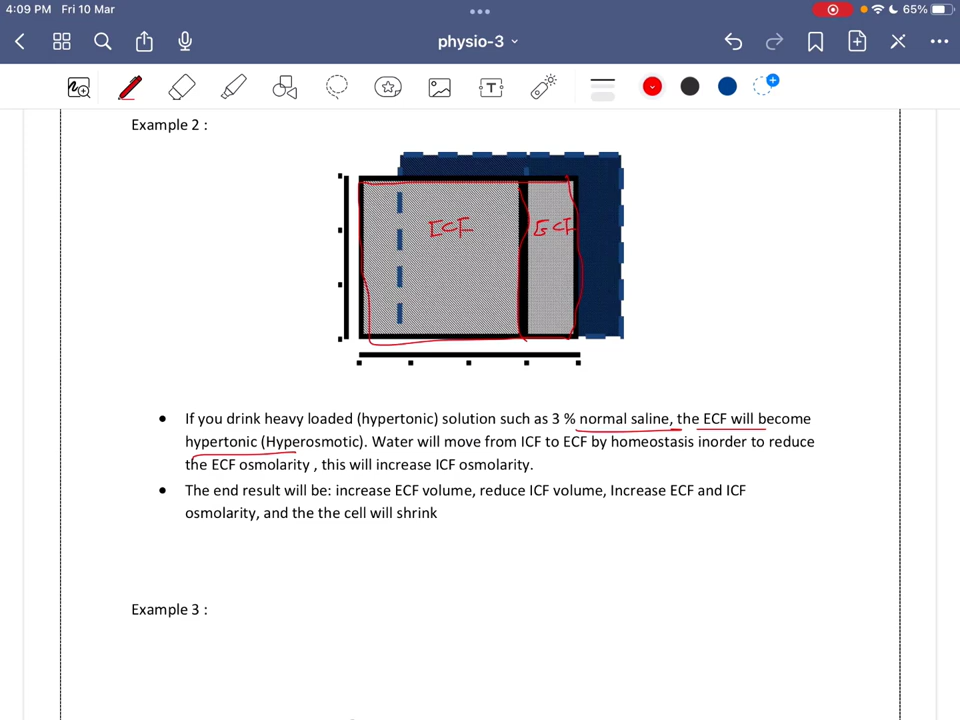 4:09 PM Fri 10 Mar
65%
physio-3
T
Example 2 :
ICF
ECF
If you drink heavy loaded (hypertonic) solution such as 3 % normal saline, the ECF will become
hypertonic (Hyperosmotic). Water will move from ICF to ECF by homeostasis inorder to reduce
the ECF osmolarity , this will increase ICF osmolarity.
The end result will be: increase ECF volume, reduce ICF volume, Increase ECF and ICF
osmolarity, and the the cell will shrink
Example 3 :